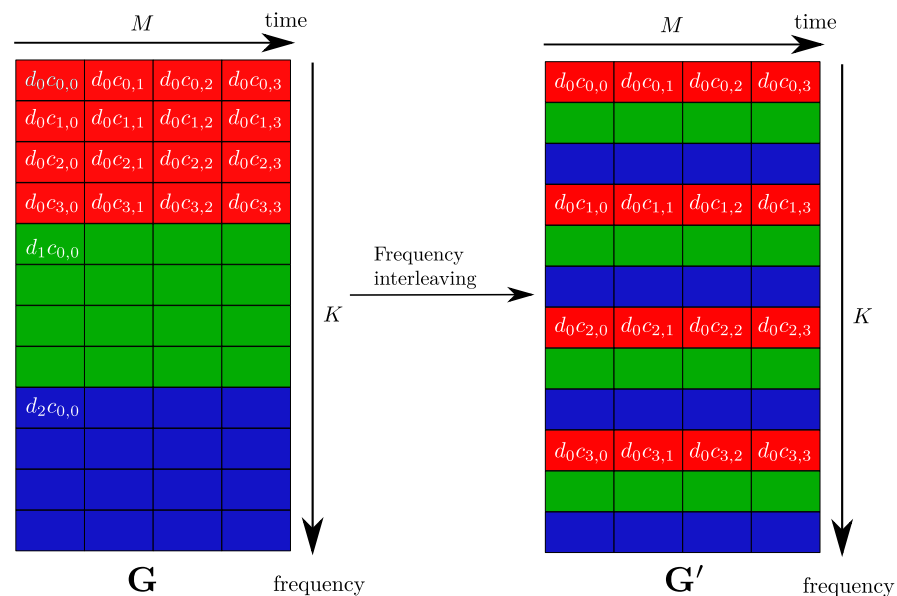 M time
d₀c₀,₀ d₀c₀,₁ d₀c₀,₂ d₀c₀,₃
d₀c₁,₀ d₀c₁,₁ d₀c₁,₂ d₀c₁,₃
d₀c₂,₀ d₀c₂,₁ d₀c₂,₂ d₀c₂,₃
d₀c₃,₀ d₀c₃,₁ d₀c₃,₂ d₀c₃,₃
d₁c₀,₀
d₂c₀,₀
K
G
frequency
Frequency
interleaving
M time
d₀c₀,₀ d₀c₀,₁ d₀c₀,₂ d₀c₀,₃
d₀c₁,₀ d₀c₁,₁ d₀c₁,₂ d₀c₁,₃
d₀c₂,₀ d₀c₂,₁ d₀c₂,₂ d₀c₂,₃
d₀c₃,₀ d₀c₃,₁ d₀c₃,₂ d₀c₃,₃
K
G′
frequency